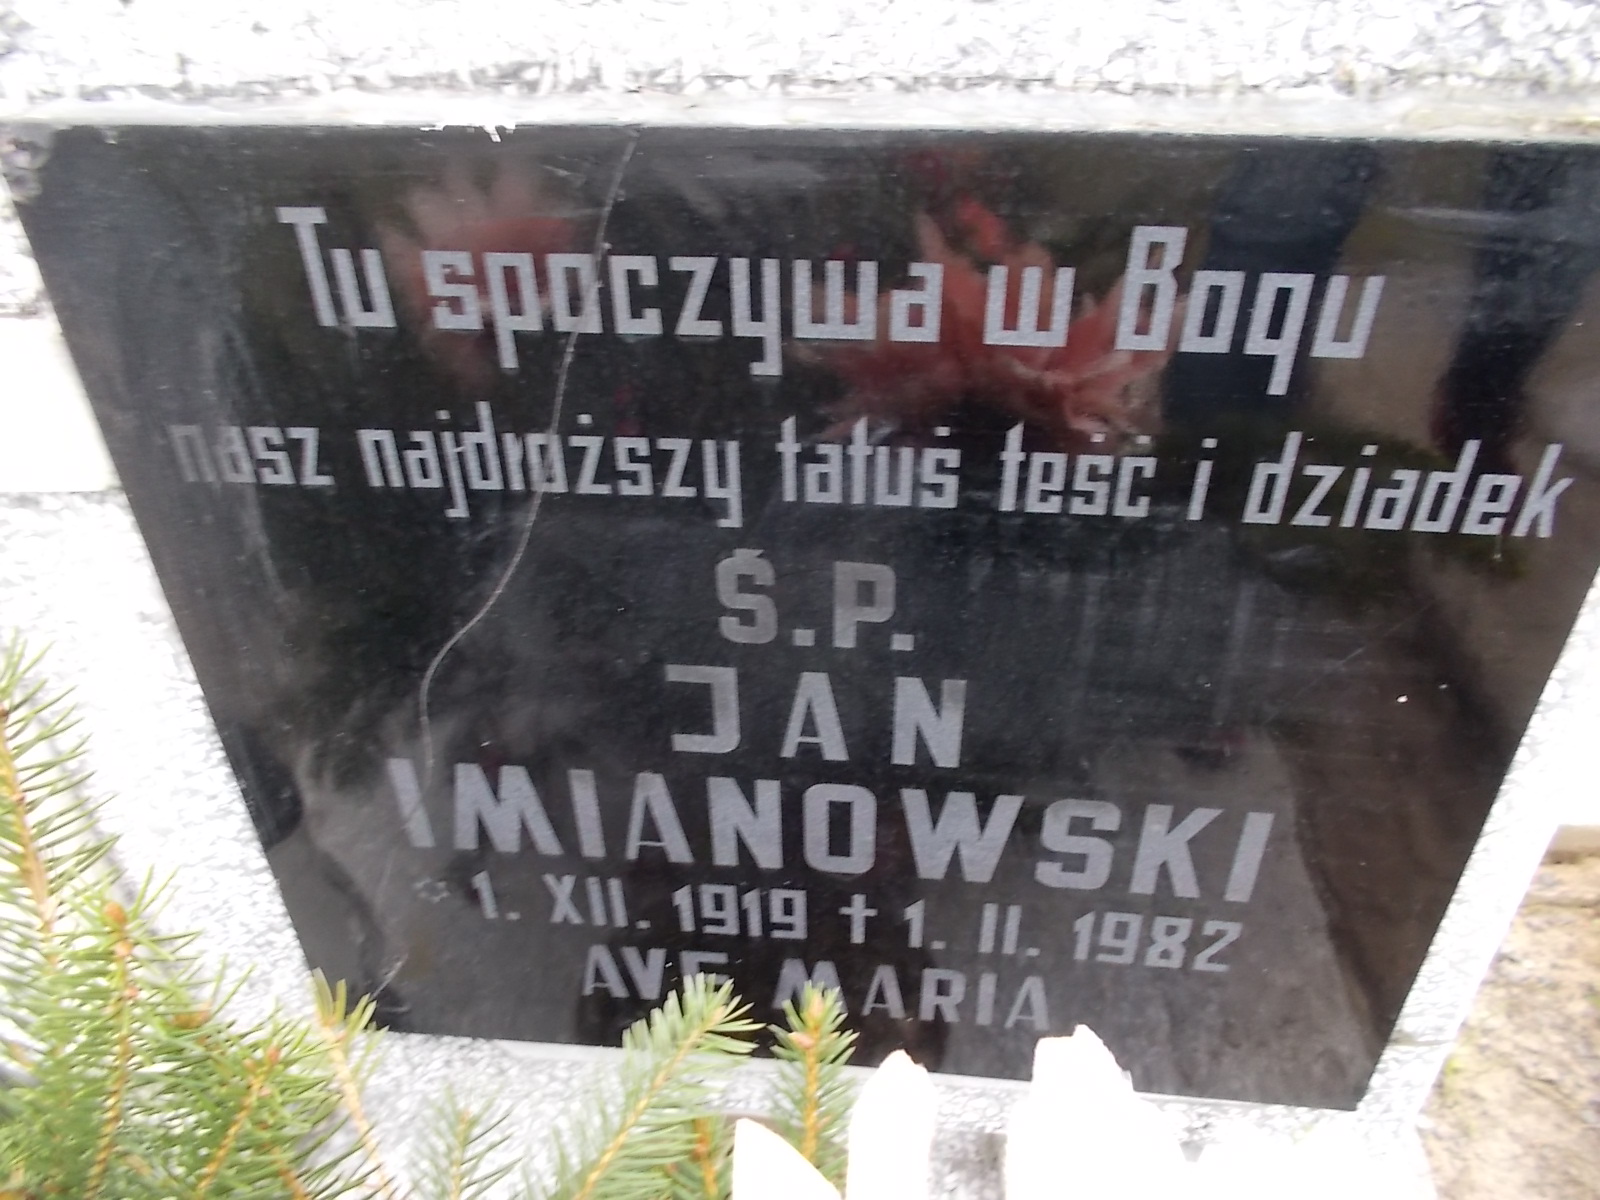 Tu spoczywa w Bogu
nasz najdroższy tatuś teść i dziadek
Ś.P.
JAN
IMIANOWSKI
☆ 1. XII. 1919 ✝ 1. II. 1982
AVE MARIA